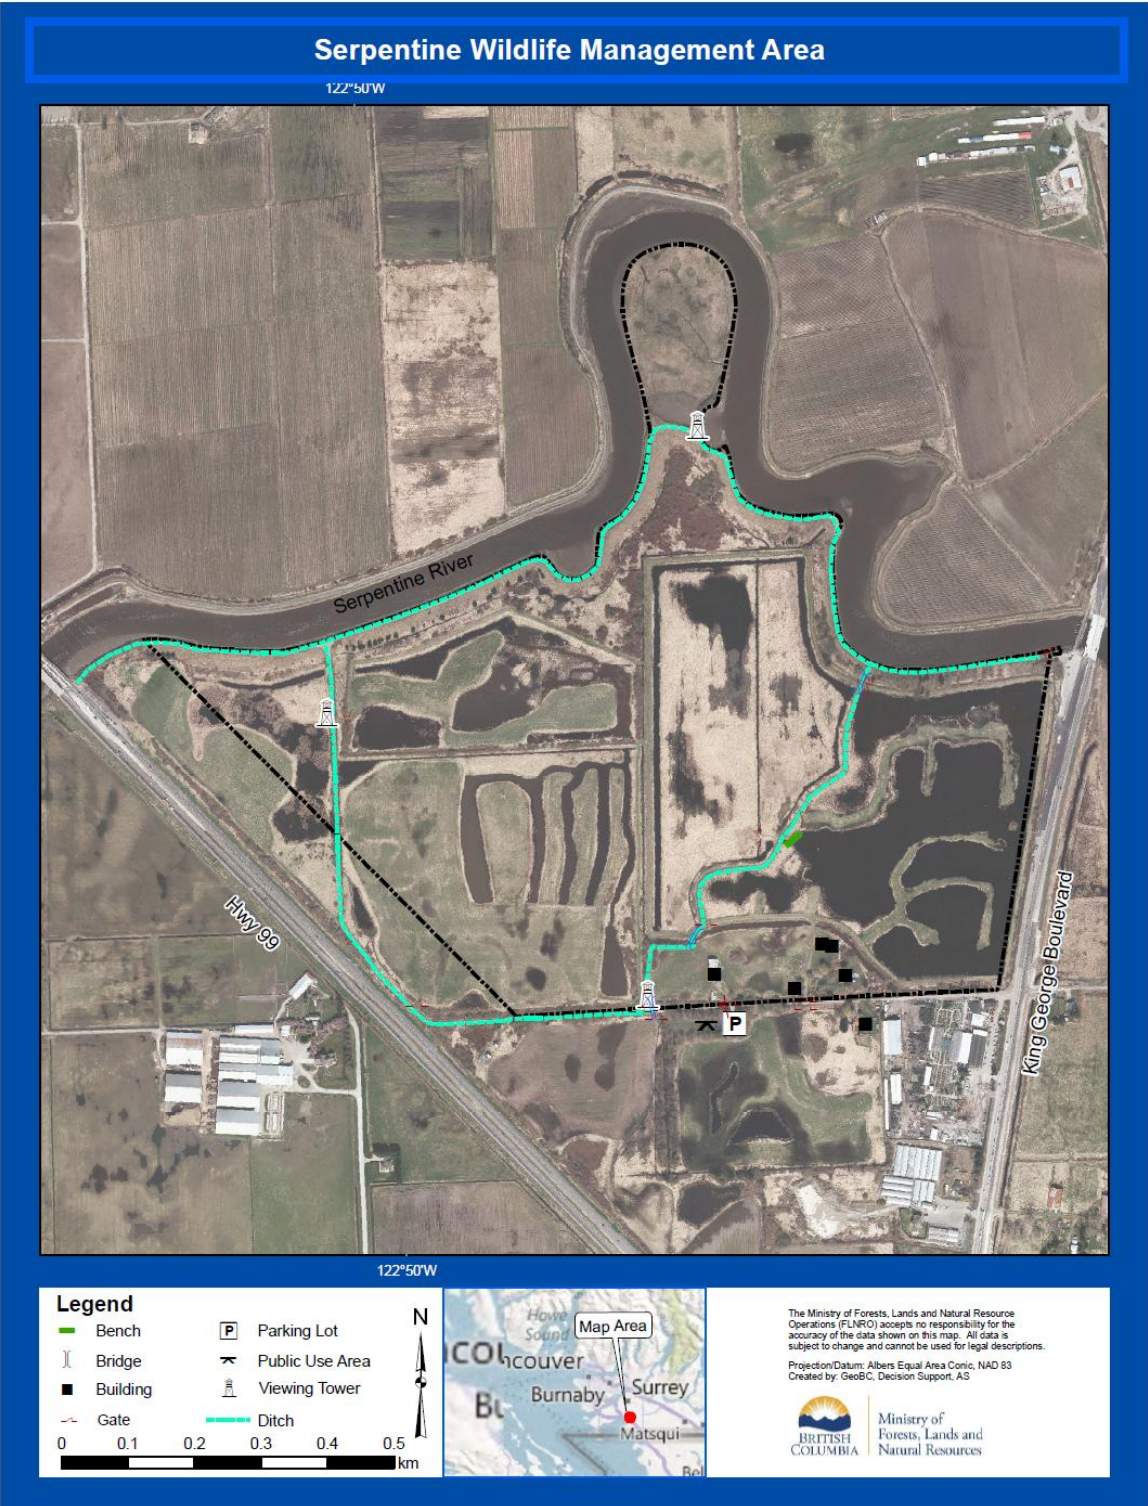 Serpentine Wildlife Management Area
122°50'W
Serpentine River
Hwy 99
King George Boulevard
P
122°50'W
Legend
Bench
Bridge
Building
Gate
P Parking Lot
Public Use Area
Viewing Tower
Ditch
N
0 0.1 0.2 0.3 0.4 0.5
km
Howe
Sound
Map Area
couver
ncouver
Burnaby
Surrey
Matsqui
Bel
The Ministry of Forests, Lands and Natural Resource
Operations (FLNRO) accepts no responsibility for the
accuracy of the data shown on this map. All data is
subject to change and cannot be used for legal descriptions.
Projection/Datum: Albers Equal Area Conic, NAD 83
Created by: GeoBC, Decision Support, AS
BRITISH
COLUMBIA
Ministry of
Forests, Lands and
Natural Resources